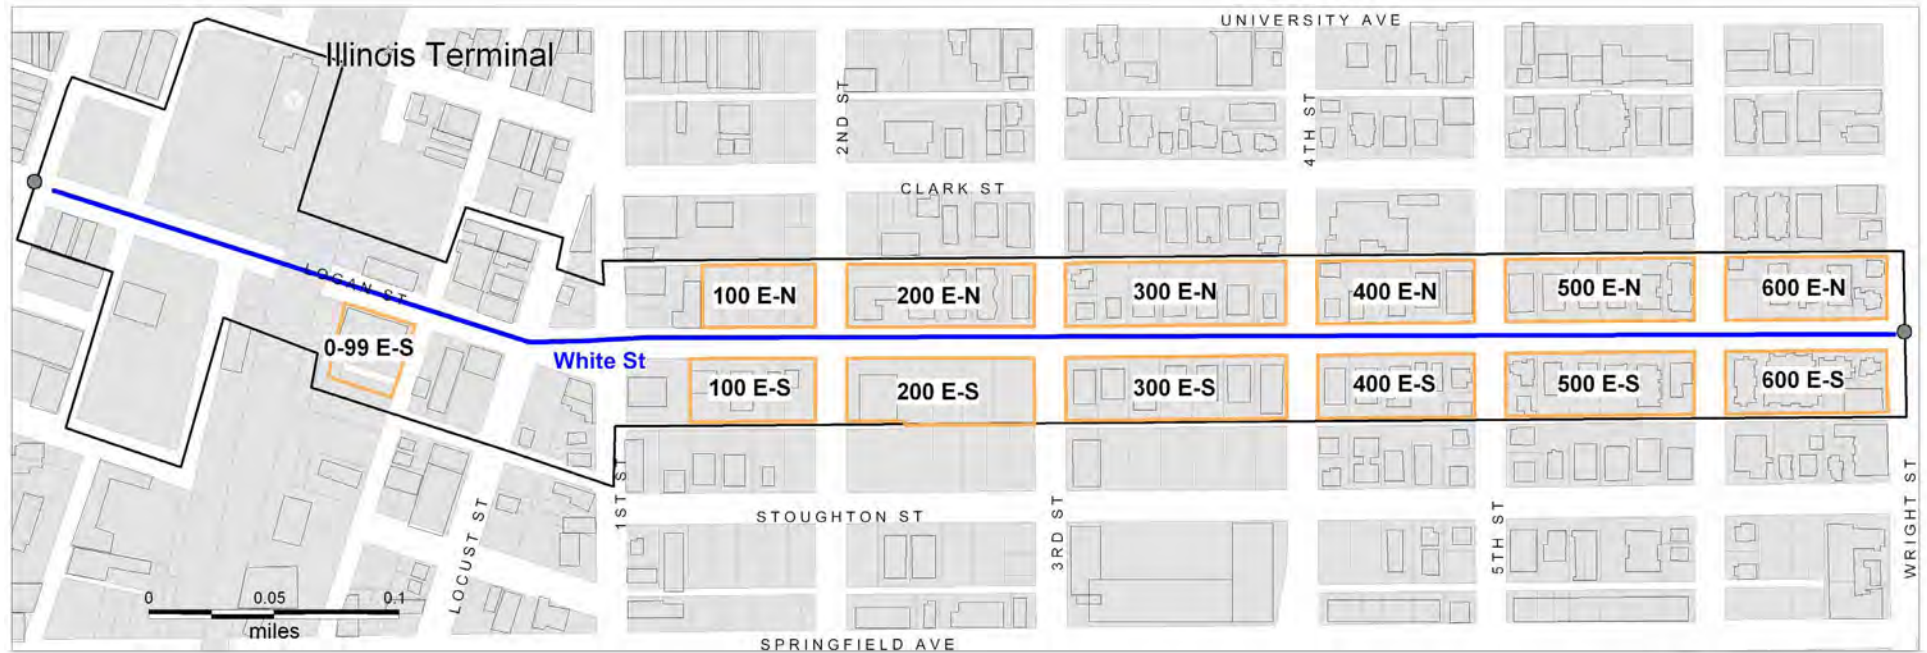 UNIVERSITY AVE
Illinois Terminal
2ND ST
4TH ST
CLARK ST
LOGAN ST
100 E-N
200 E-N
300 E-N
400 E-N
500 E-N
600 E-N
0-99 E-S
White St
100 E-S
200 E-S
300 E-S
400 E-S
500 E-S
600 E-S
1ST ST
LOCUST ST
STOUGHTON ST
3RD ST
5TH ST
WRIGHT ST
0 0.05 0.1
miles
SPRINGFIELD AVE